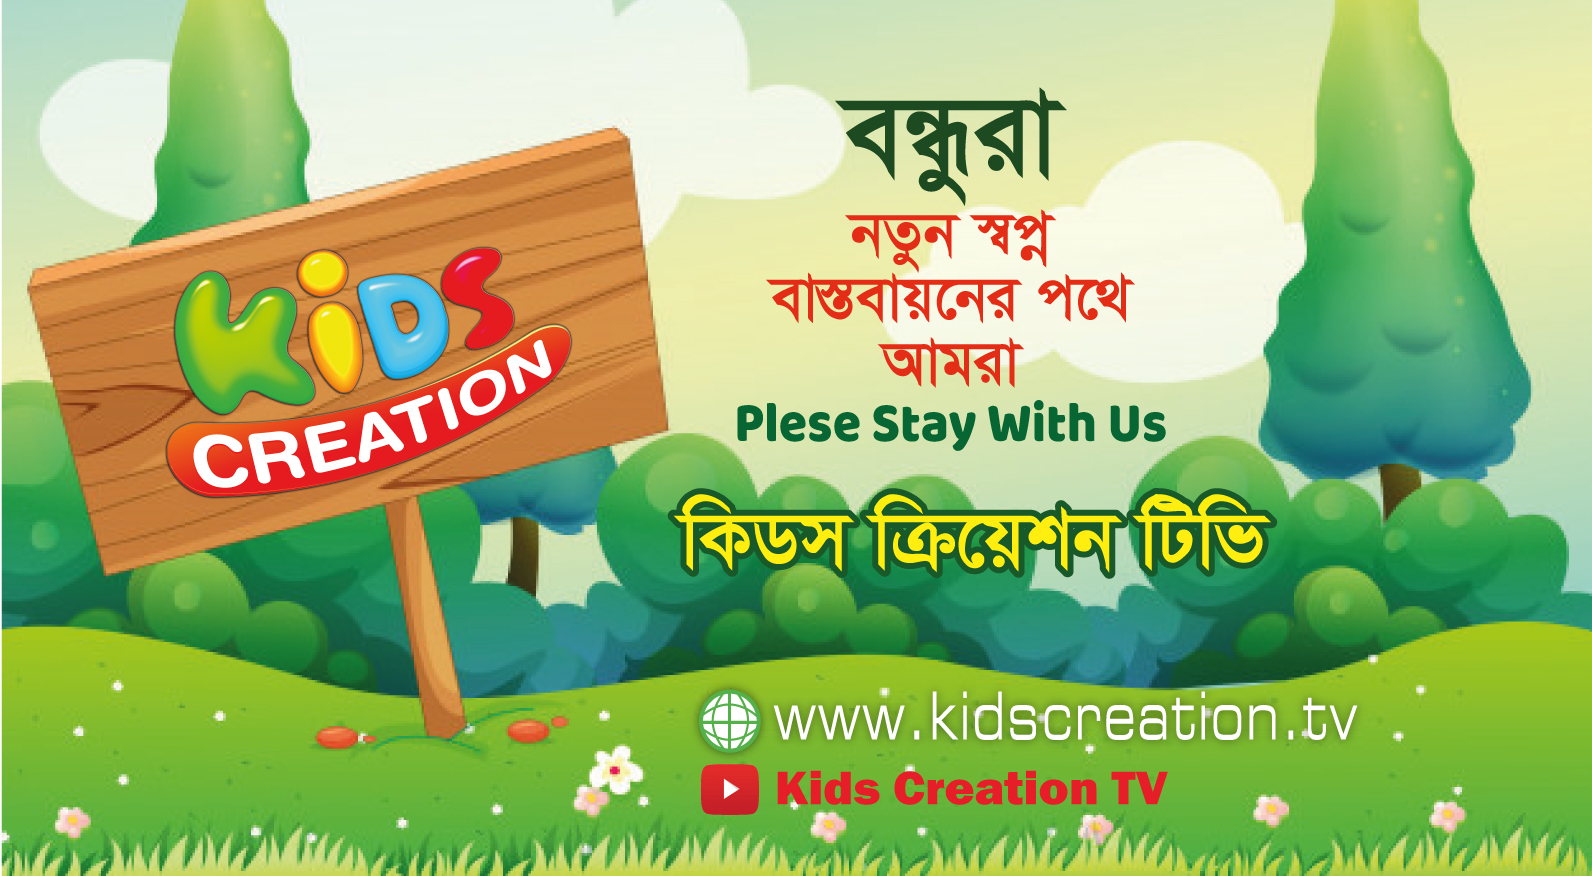 KiDS
CREATION
বন্ধুরা
নতুন স্বপ্ন
বাস্তবায়নের পথে
আমরা
Plese Stay With Us
কিডস ক্রিয়েশন টিভি
www.kidscreation.tv
Kids Creation TV